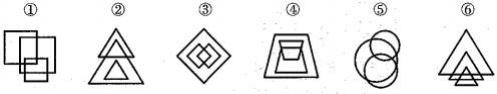 ① ② ③ ④ ⑤ ⑥